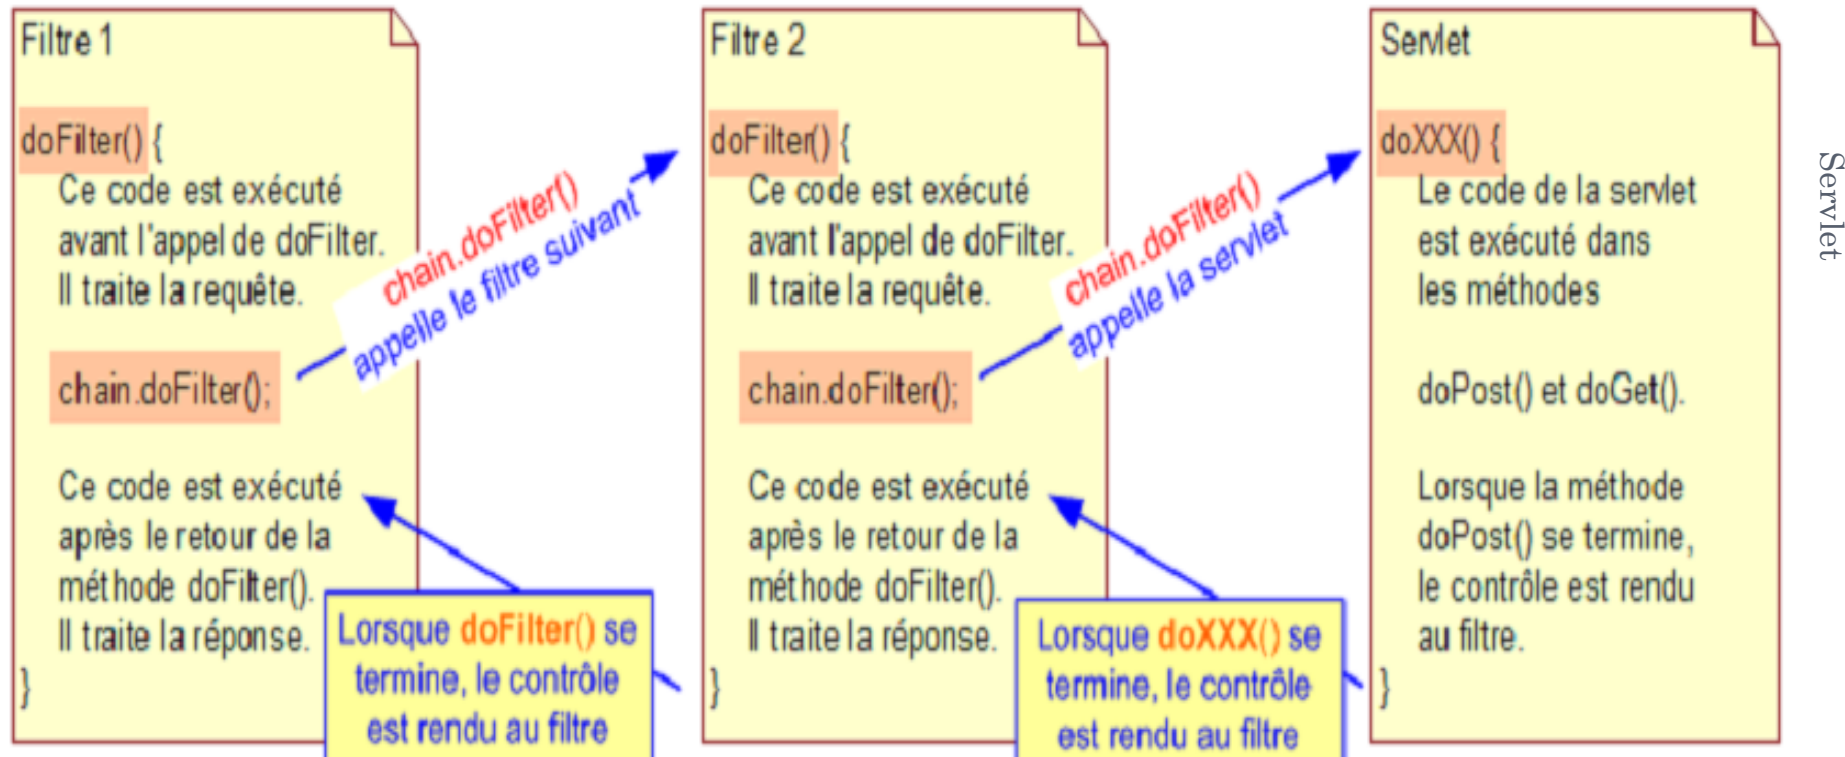 Filtre 1
doFilter() {
Ce code est exécuté
avant l'appel de doFilter.
Il traite la requête.
chain.doFilter();
Ce code est exécuté
après le retour de la
méthode doFilter().
Il traite la réponse.
}
chain.doFilter()
appelle le filtre suivant
Lorsque doFilter() se
termine, le contrôle
est rendu au filtre
Filtre 2
doFilter() {
Ce code est exécuté
avant l'appel de doFilter.
Il traite la requête.
chain.doFilter();
Ce code est exécuté
après le retour de la
méthode doFilter().
Il traite la réponse.
}
chain.doFilter()
appelle la servlet
Lorsque doXXX() se
termine, le contrôle
est rendu au filtre
Servlet
doXXX() {
Le code de la servlet
est exécuté dans
les méthodes
doPost() et doGet().
Lorsque la méthode
doPost() se termine,
le contrôle est rendu
au filtre.
}
Servlet